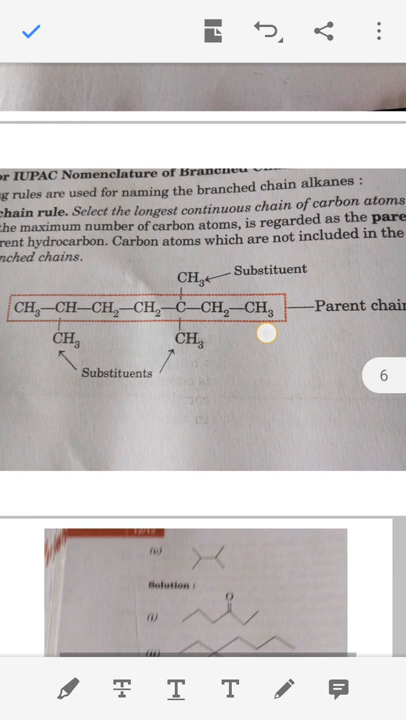 or IUPAC Nomenclature of Branched
g rules are used for naming the branched chain alkanes :
chain rule. Select the longest continuous chain of carbon atoms
the maximum number of carbon atoms, is regarded as the pare
rent hydrocarbon. Carbon atoms which are not included in the
nched chains.
CH₃ Substituent
CH₃—CH—CH₂—CH₂—C—CH₂—CH₃ Parent chain
CH₃ CH₃
Substituents
6
Solution :
O
(i)